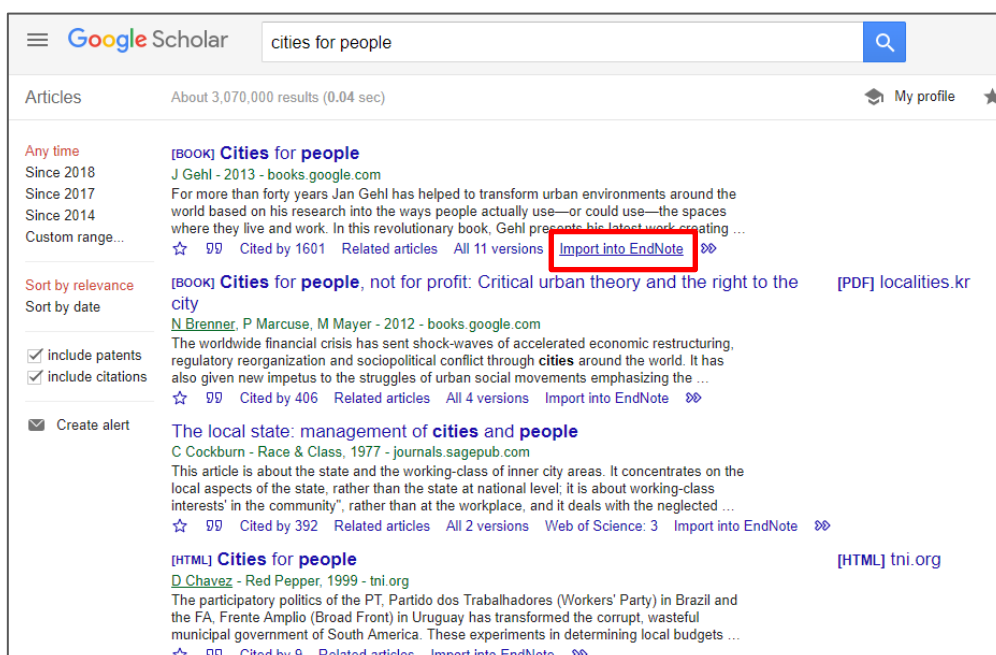 Google Scholar
cities for people
Articles
About 3,070,000 results (0.04 sec)
My profile
Any time
Since 2018
Since 2017
Since 2014
Custom range...
Sort by relevance
Sort by date
include patents
include citations
Create alert
[BOOK] Cities for people
J Gehl - 2013 - books.google.com
For more than forty years Jan Gehl has helped to transform urban environments around the
world based on his research into the ways people actually use—or could use—the spaces
where they live and work. In this revolutionary book, Gehl presents his latest work creating ...
Cited by 1601 Related articles All 11 versions Import into EndNote
[BOOK] Cities for people, not for profit: Critical urban theory and the right to the
city
[PDF] localities.kr
N Brenner, P Marcuse, M Mayer - 2012 - books.google.com
The worldwide financial crisis has sent shock-waves of accelerated economic restructuring,
regulatory reorganization and sociopolitical conflict through cities around the world. It has
also given new impetus to the struggles of urban social movements emphasizing the ...
Cited by 406 Related articles All 4 versions Import into EndNote
The local state: management of cities and people
C Cockburn - Race & Class, 1977 - journals.sagepub.com
This article is about the state and the working-class of inner city areas. It concentrates on the
local aspects of the state, rather than the state at national level; it is about working-class
interests' in the community", rather than at the workplace, and it deals with the neglected ...
Cited by 392 Related articles All 2 versions Web of Science: 3 Import into EndNote
[HTML] Cities for people
[HTML] tni.org
D Chavez - Red Pepper, 1999 - tni.org
The participatory politics of the PT, Partido dos Trabalhadores (Workers' Party) in Brazil and
the FA, Frente Amplio (Broad Front) in Uruguay has transformed the corrupt, wasteful
municipal government of South America. These experiments in determining local budgets ...
Cited by 9 Related articles Import into EndNote